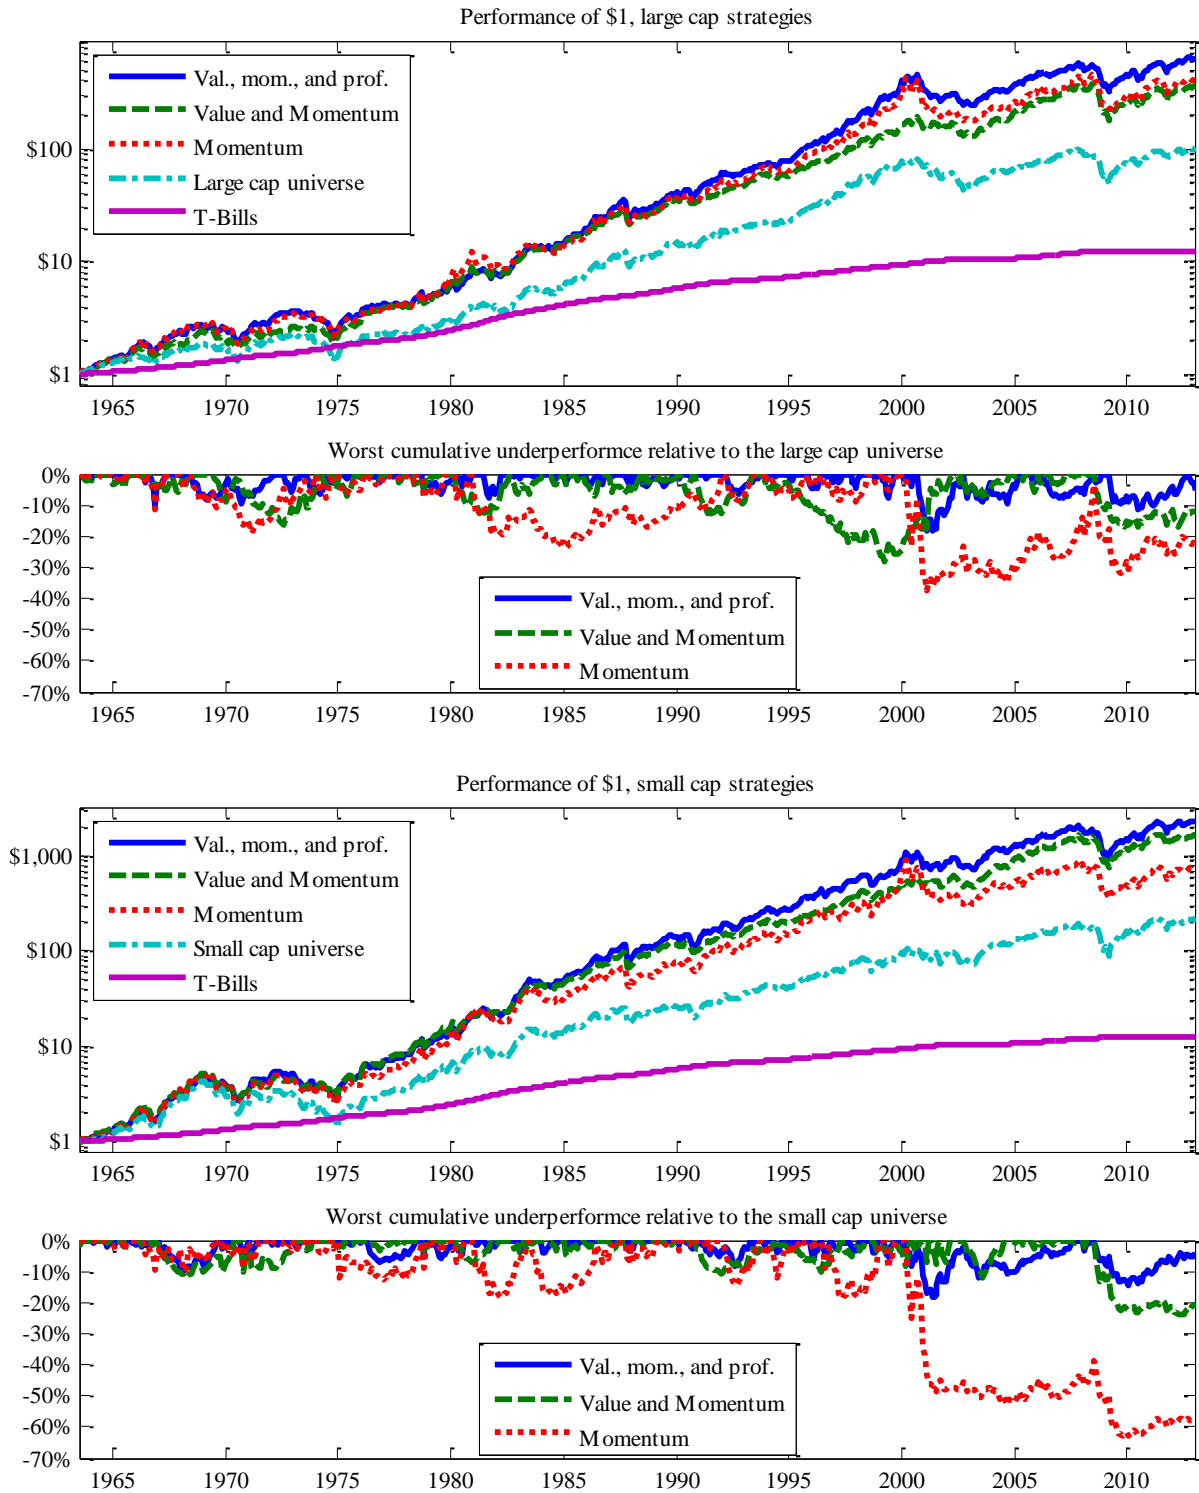 Performance of $1, large cap strategies
Val., mom., and prof.
Value and Momentum
Momentum
Large cap universe
T-Bills
$100
$10
$1
1965 1970 1975 1980 1985 1990 1995 2000 2005 2010
Worst cumulative underperformce relative to the large cap universe
0%
-10%
-20%
-30%
-40%
-50%
-60%
-70%
Val., mom., and prof.
Value and Momentum
Momentum
1965 1970 1975 1980 1985 1990 1995 2000 2005 2010
Performance of $1, small cap strategies
Val., mom., and prof.
Value and Momentum
Momentum
Small cap universe
T-Bills
$1,000
$100
$10
$1
1965 1970 1975 1980 1985 1990 1995 2000 2005 2010
Worst cumulative underperformce relative to the small cap universe
0%
-10%
-20%
-30%
-40%
-50%
-60%
-70%
Val., mom., and prof.
Value and Momentum
Momentum
1965 1970 1975 1980 1985 1990 1995 2000 2005 2010